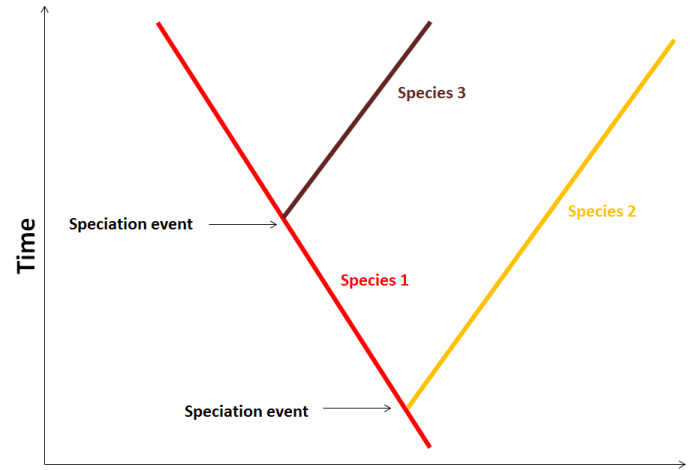 Species 3
Species 2
Speciation event
Time
Species 1
Speciation event